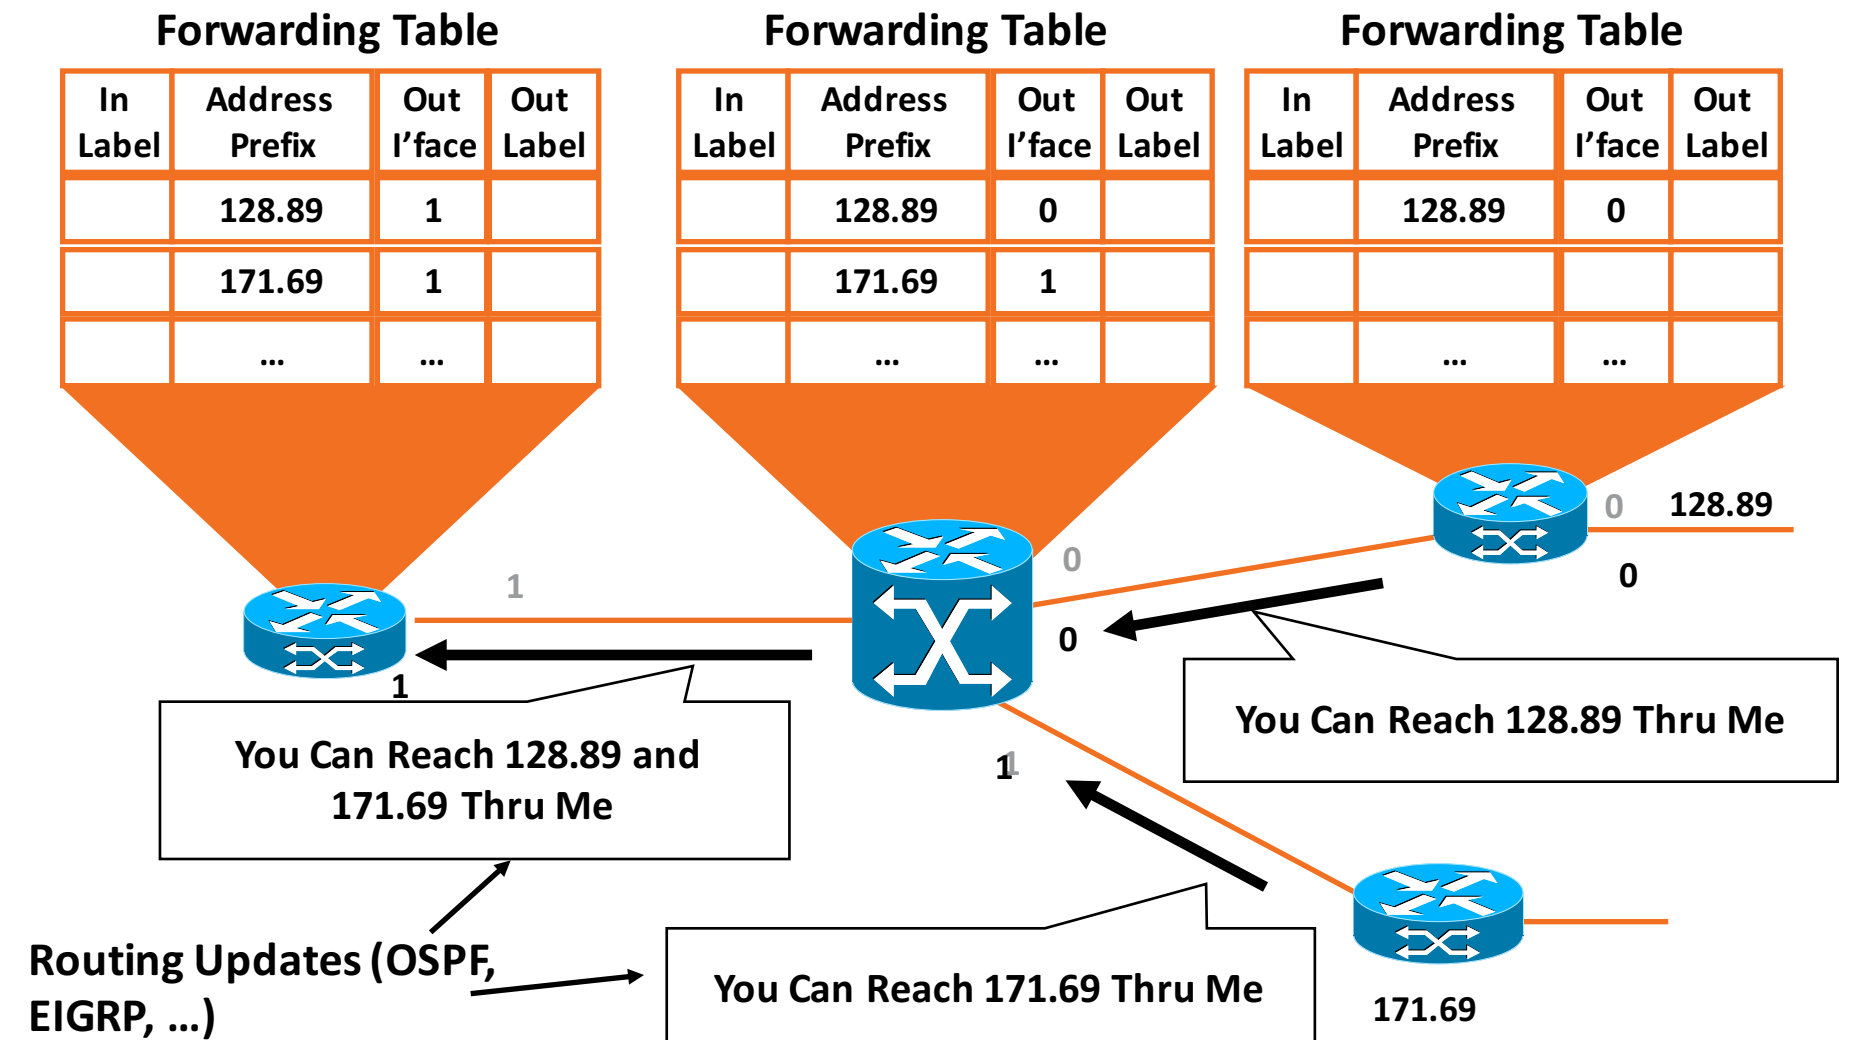 Forwarding Table Forwarding Table Forwarding Table
In Address Out Out In Address Out Out In Address Out Out
Label Prefix I’face Label Label Prefix I’face Label Label Prefix I’face Label
128.89 1 128.89 0 128.89 0
171.69 1 171.69 1
... ... ... ... ... ...
0 128.89
0
1
0
0
1
You Can Reach 128.89 Thru Me
You Can Reach 128.89 and
171.69 Thru Me
1 1
Routing Updates (OSPF,
EIGRP, ...)
You Can Reach 171.69 Thru Me
171.69